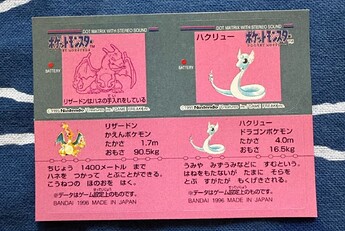 DOT MATRIX WITH STEREO SOUND
ポケットモンスター
POCKET MONSTERS
BATTERY
リザードンはハネの手入れをしている
©1995 Nintendo
リザードン
かえんポケモン
たかさ 1.7m
おもさ 90.5kg
ちじょう 1400メートル まで
ハネを つかって とぶことができる。
こうねつの ほのおを はく。
※データはゲーム設定上のものです。
BANDAI 1996 MADE IN JAPAN
DOT MATRIX WITH STEREO SOUND
ポケットモンスター
POCKET MONSTERS
ハクリュー
BATTERY
©1995 Nintendo
ハクリュー
ドラゴンポケモン
たかさ 4.0m
おもさ 16.5kg
うみや みずうみなどに すむという。
はねをもたない が たまに そらを
とぶ すがたが もくげきされる。
※データはゲーム設定上のものです。
BANDAI 1996 MADE IN JAPAN